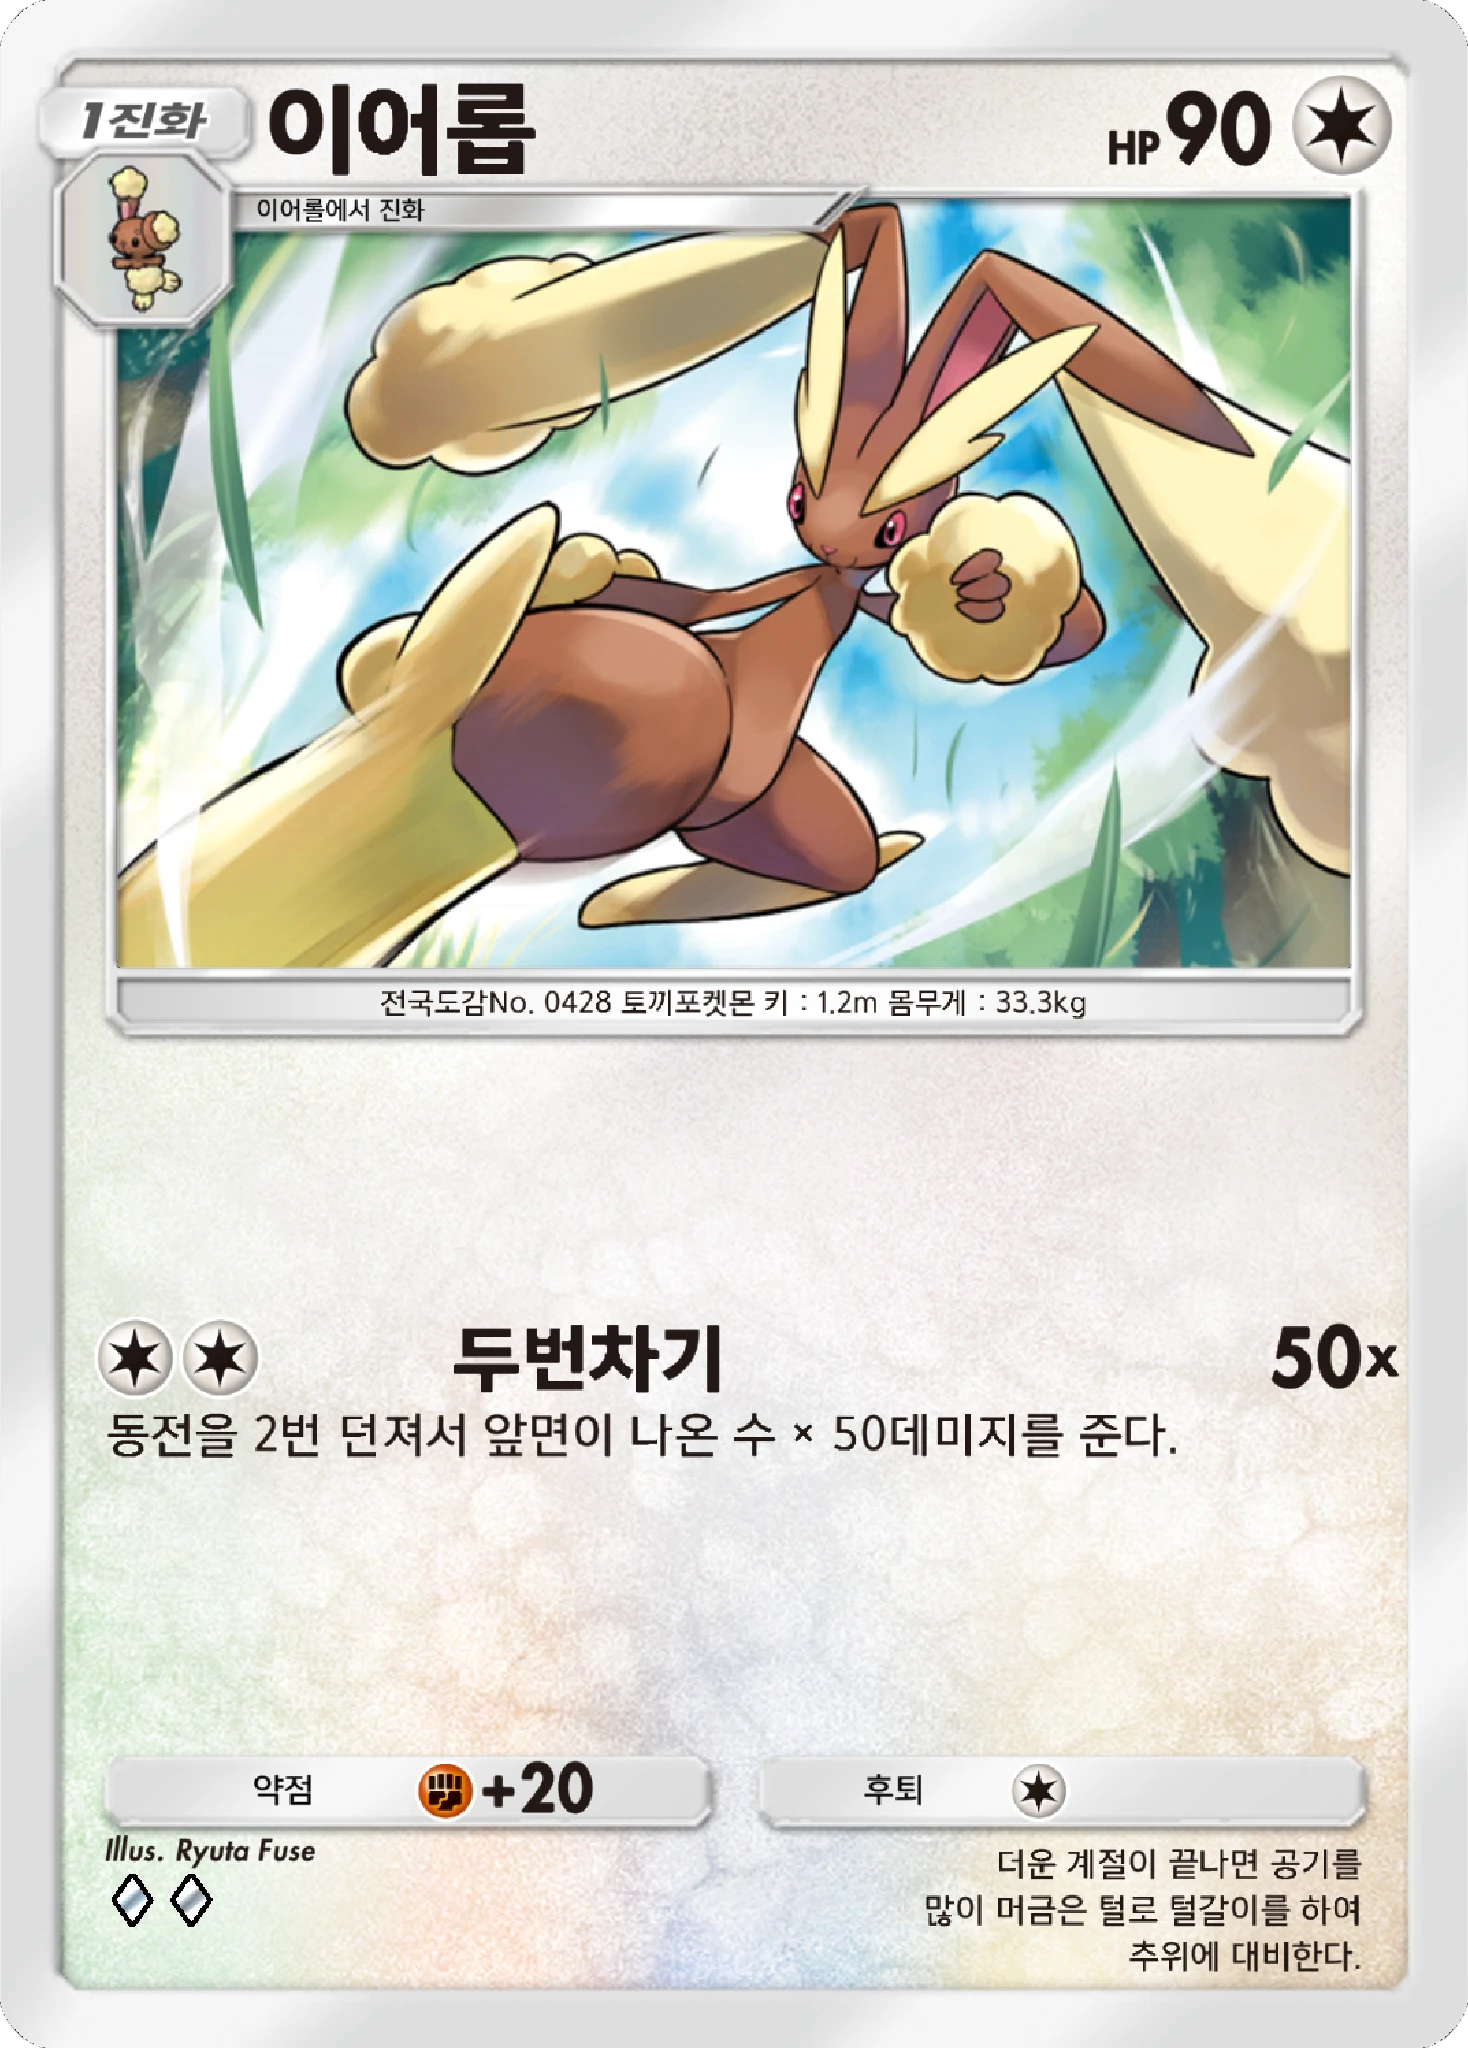 1진화
이어롭
HP 90
이어롤에서 진화
전국도감No. 0428 토끼포켓몬 키 : 1.2m 몸무게 : 33.3kg
두번차기 50x
동전을 2번 던져서 앞면이 나온 수 × 50데미지를 준다.
약점 +20 후퇴
Illus. Ryuta Fuse
더운 계절이 끝나면 공기를
많이 머금은 털로 털갈이를 하여
추위에 대비한다.